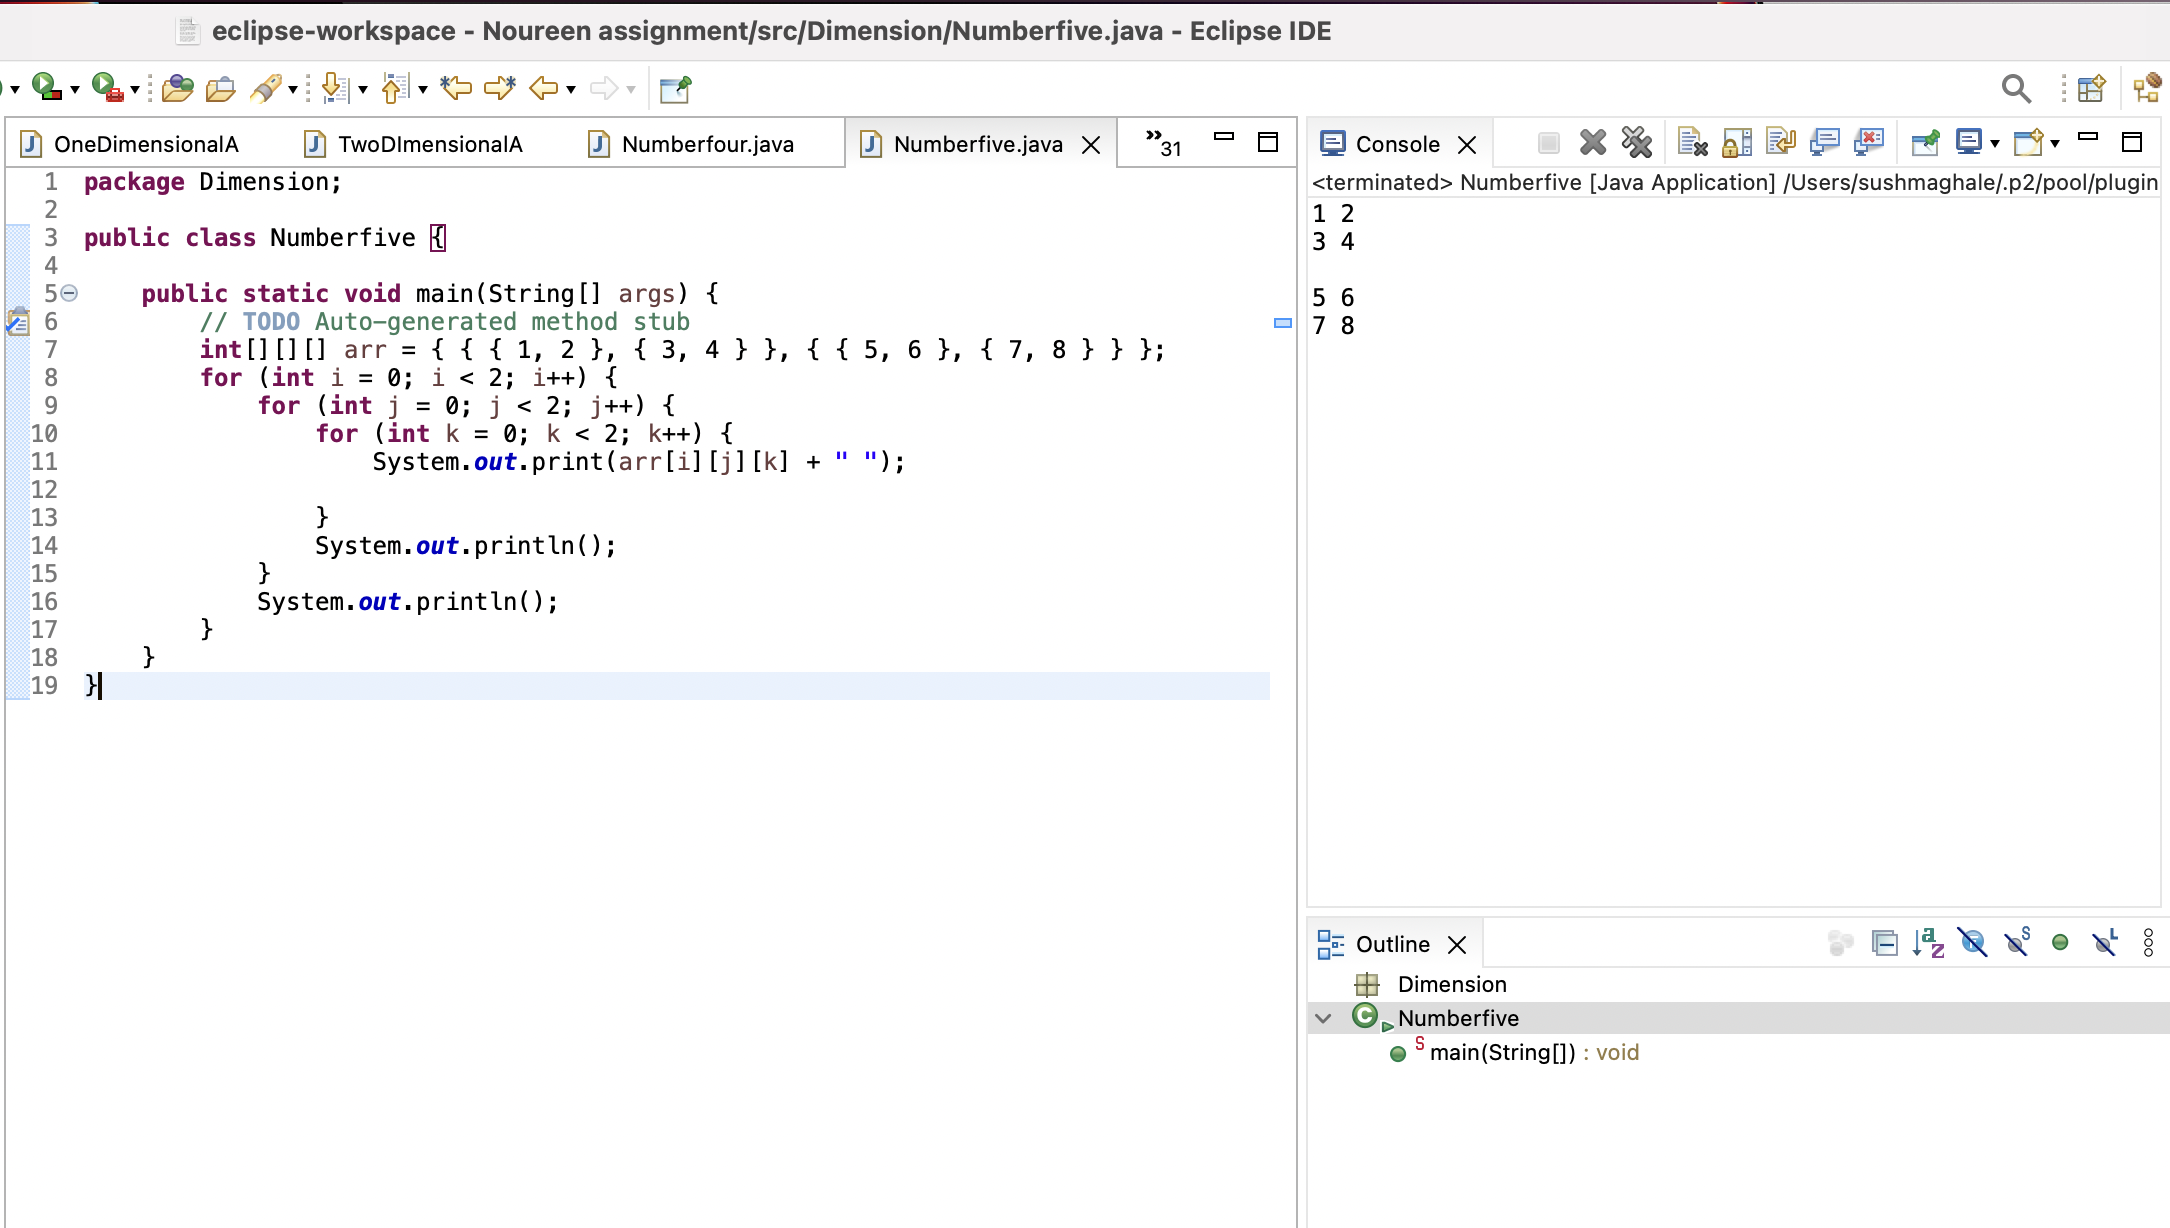 eclipse-workspace - Noureen assignment/src/Dimension/Numberfive.java - Eclipse IDE
OneDimensionalA
TwoDImensionalA
Numberfour.java
Numberfive.java
»31
1 package Dimension;
2
3 public class Numberfive {
4
5     public static void main(String[] args) {
6         // TODO Auto-generated method stub
7         int[][][] arr = { { { 1, 2 }, { 3, 4 } }, { { 5, 6 }, { 7, 8 } } };
8         for (int i = 0; i < 2; i++) {
9             for (int j = 0; j < 2; j++) {
10                 for (int k = 0; k < 2; k++) {
11                     System.out.print(arr[i][j][k] + " ");
12
13                 }
14                 System.out.println();
15             }
16             System.out.println();
17         }
18     }
19 }
Console
<terminated> Numberfive [Java Application] /Users/sushmaghale/.p2/pool/plugin
1 2
3 4
5 6
7 8
Outline
Dimension
Numberfive
main(String[]) : void